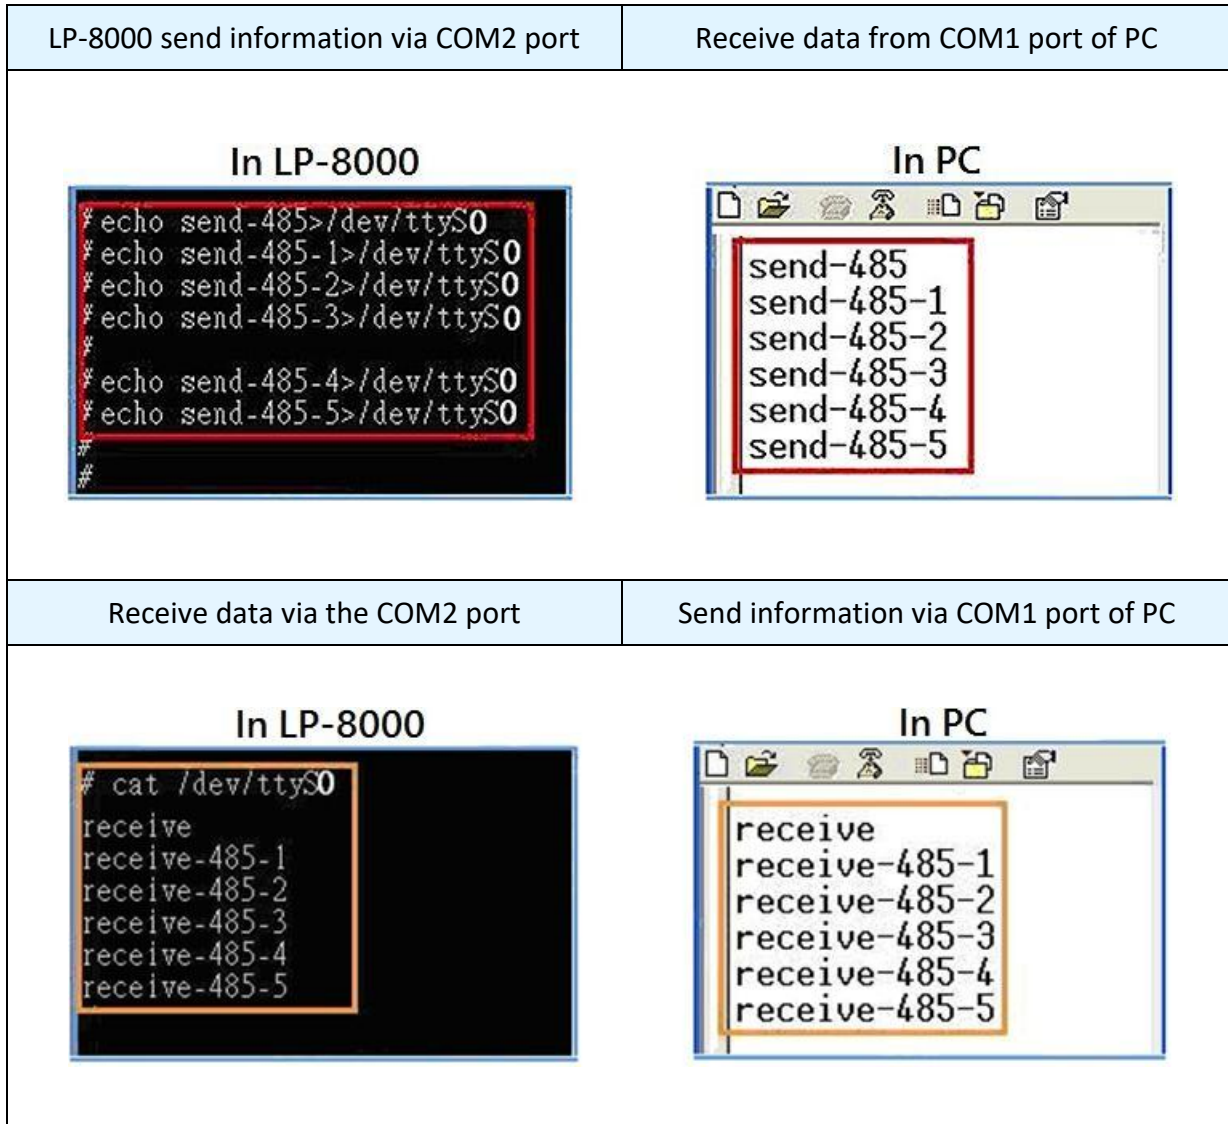 LP-8000 send information via COM2 port
Receive data from COM1 port of PC
In LP-8000
# echo send-485>/dev/ttyS0
# echo send-485-1>/dev/ttyS0
# echo send-485-2>/dev/ttyS0
# echo send-485-3>/dev/ttyS0
#
# echo send-485-4>/dev/ttyS0
# echo send-485-5>/dev/ttyS0
#
#
In PC
send-485
send-485-1
send-485-2
send-485-3
send-485-4
send-485-5
Receive data via the COM2 port
Send information via COM1 port of PC
In LP-8000
# cat /dev/ttyS0
receive
receive-485-1
receive-485-2
receive-485-3
receive-485-4
receive-485-5
In PC
receive
receive-485-1
receive-485-2
receive-485-3
receive-485-4
receive-485-5